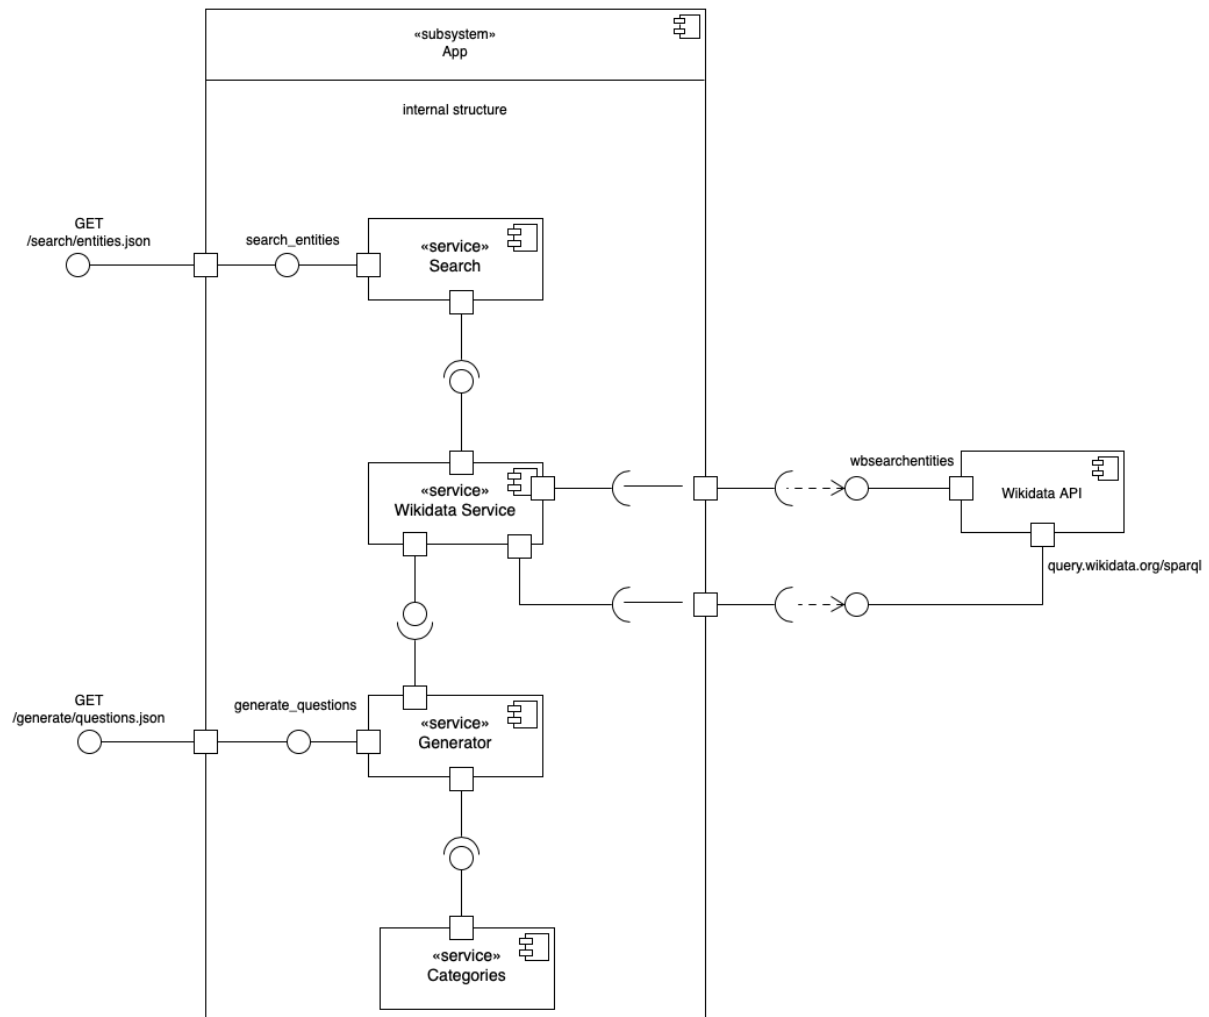 «subsystem»
App
internal structure
GET
/search/entities.json
search_entities
«service»
Search
«service»
Wikidata Service
wbsearchentities
Wikidata API
query.wikidata.org/sparql
GET
/generate/questions.json
generate_questions
«service»
Generator
«service»
Categories